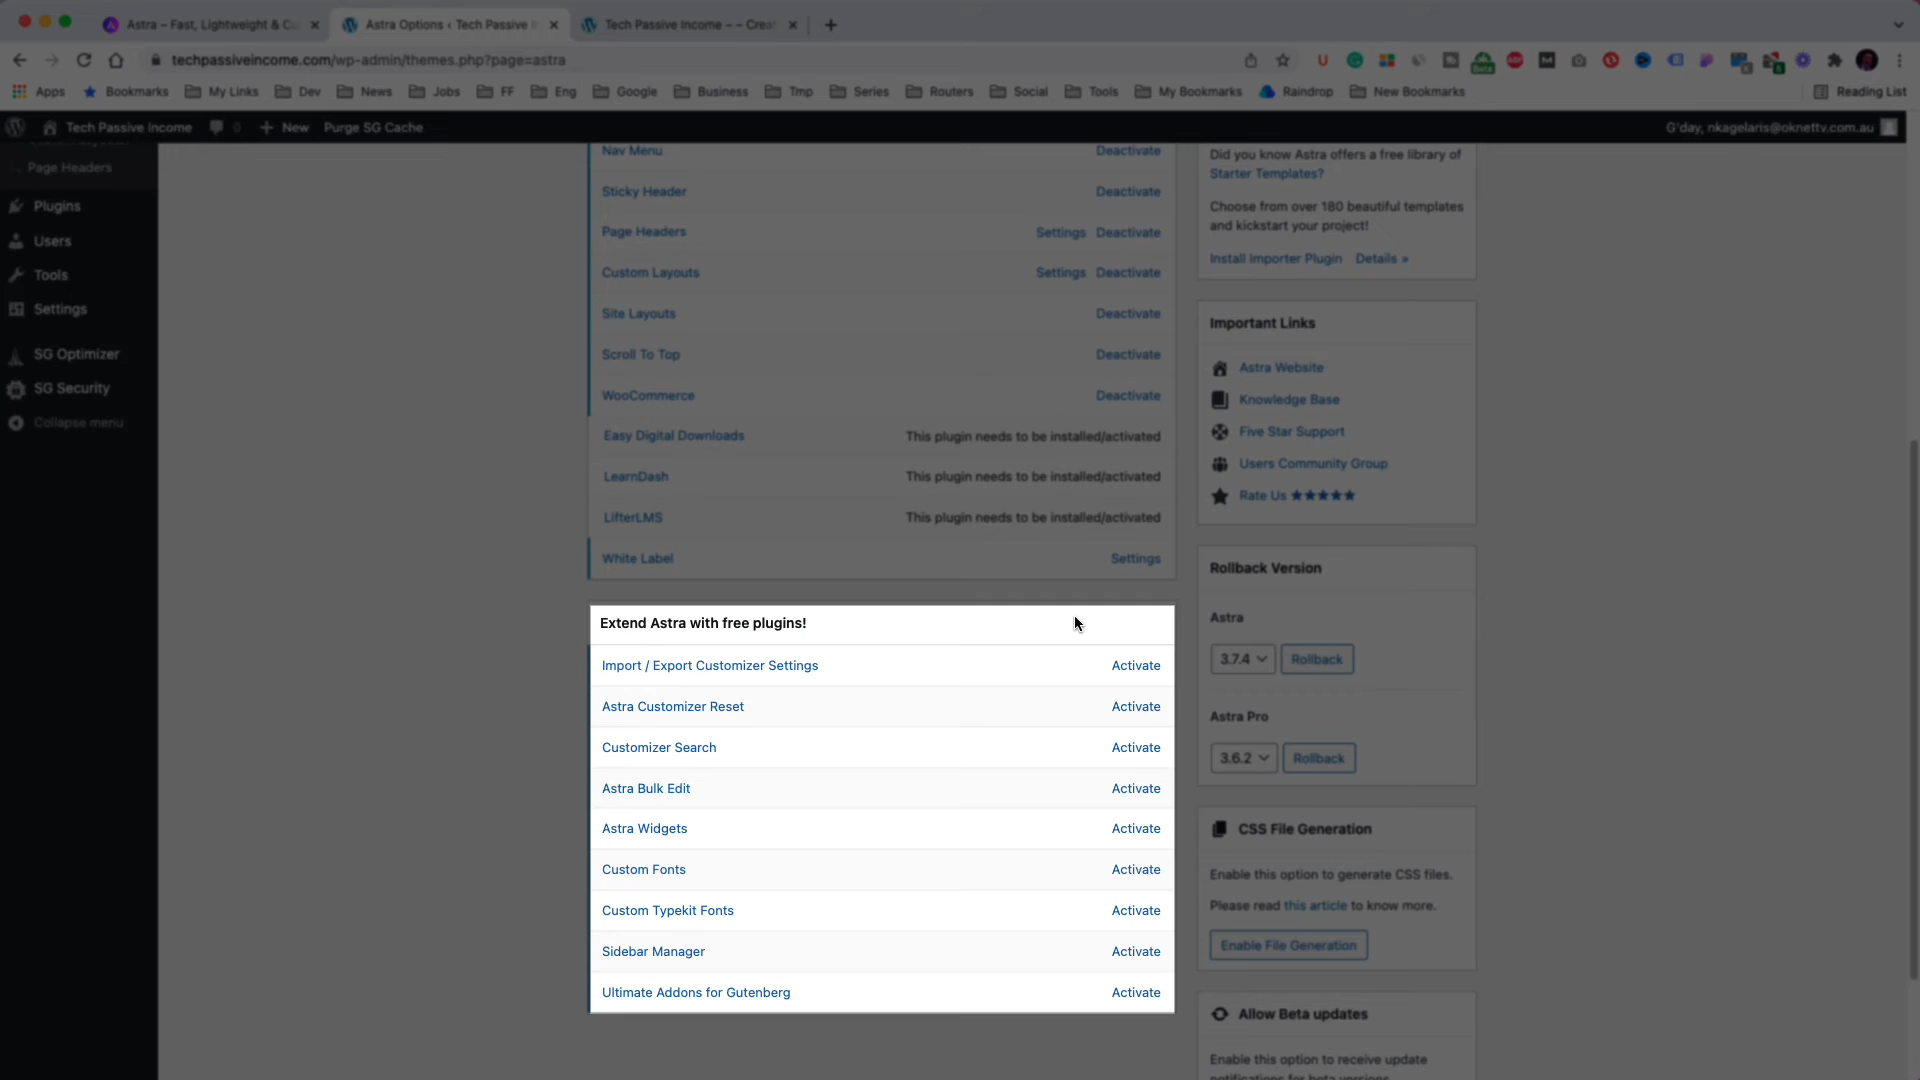 Astra – Fast, Lightweight & Cu
Astra Options ‹ Tech Passive I
Tech Passive Income – – Creat
techpassiveincome.com/wp-admin/themes.php?page=astra
Apps
Bookmarks
My Links
Dev
News
Jobs
FF
Eng
Google
Business
Tmp
Series
Routers
Social
Tools
My Bookmarks
Raindrop
New Bookmarks
Reading List
Tech Passive Income
0
New
Purge SG Cache
G'day, nkagelaris@oknettv.com.au
Page Headers
Plugins
Users
Tools
Settings
SG Optimizer
SG Security
Collapse menu
Nav Menu Deactivate
Sticky Header Deactivate
Page Headers Settings Deactivate
Custom Layouts Settings Deactivate
Site Layouts Deactivate
Scroll To Top Deactivate
WooCommerce Deactivate
Easy Digital Downloads This plugin needs to be installed/activated
LearnDash This plugin needs to be installed/activated
LifterLMS This plugin needs to be installed/activated
White Label Settings
Extend Astra with free plugins!
Import / Export Customizer Settings Activate
Astra Customizer Reset Activate
Customizer Search Activate
Astra Bulk Edit Activate
Astra Widgets Activate
Custom Fonts Activate
Custom Typekit Fonts Activate
Sidebar Manager Activate
Ultimate Addons for Gutenberg Activate
Did you know Astra offers a free library of
Starter Templates?
Choose from over 180 beautiful templates
and kickstart your project!
Install Importer Plugin Details »
Important Links
Astra Website
Knowledge Base
Five Star Support
Users Community Group
Rate Us ★★★★★
Rollback Version
Astra
3.7.4 Rollback
Astra Pro
3.6.2 Rollback
CSS File Generation
Enable this option to generate CSS files.
Please read this article to know more.
Enable File Generation
Allow Beta updates
Enable this option to receive update
notifications for beta versions.